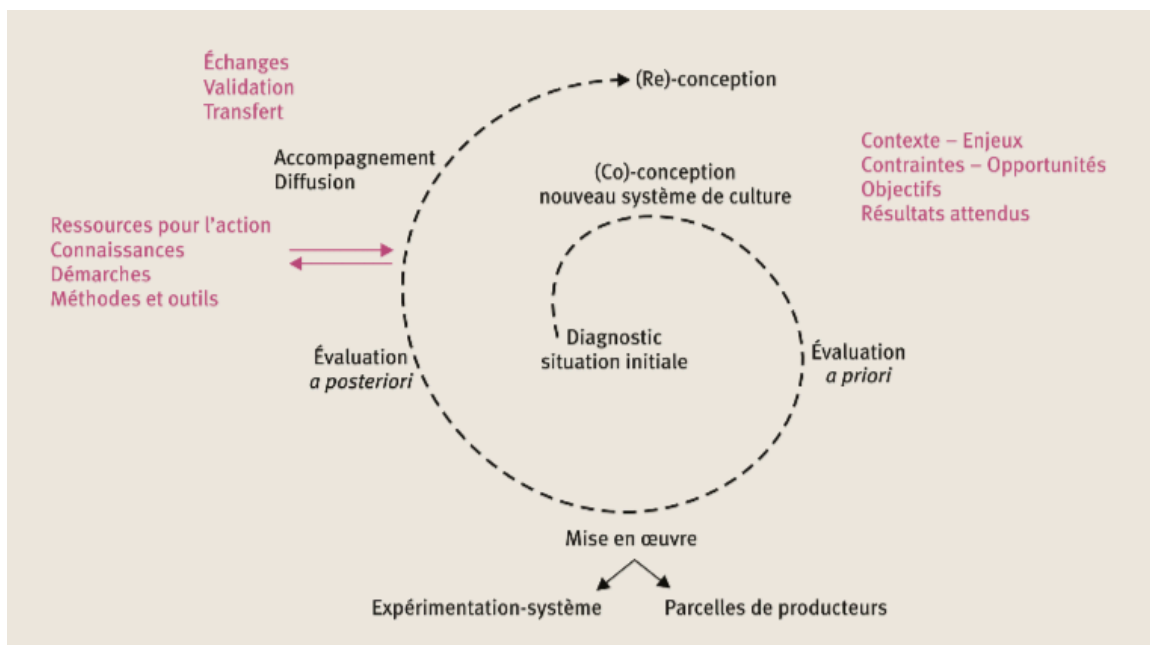 Échanges
Validation
Transfert
(Re)-conception
Accompagnement
Diffusion
(Co)-conception
nouveau système de culture
Contexte – Enjeux
Contraintes – Opportunités
Objectifs
Résultats attendus
Ressources pour l’action
Connaissances
Démarches
Méthodes et outils
Diagnostic
situation initiale
Évaluation
a priori
Évaluation
a posteriori
Mise en œuvre
Expérimentation-système
Parcelles de producteurs